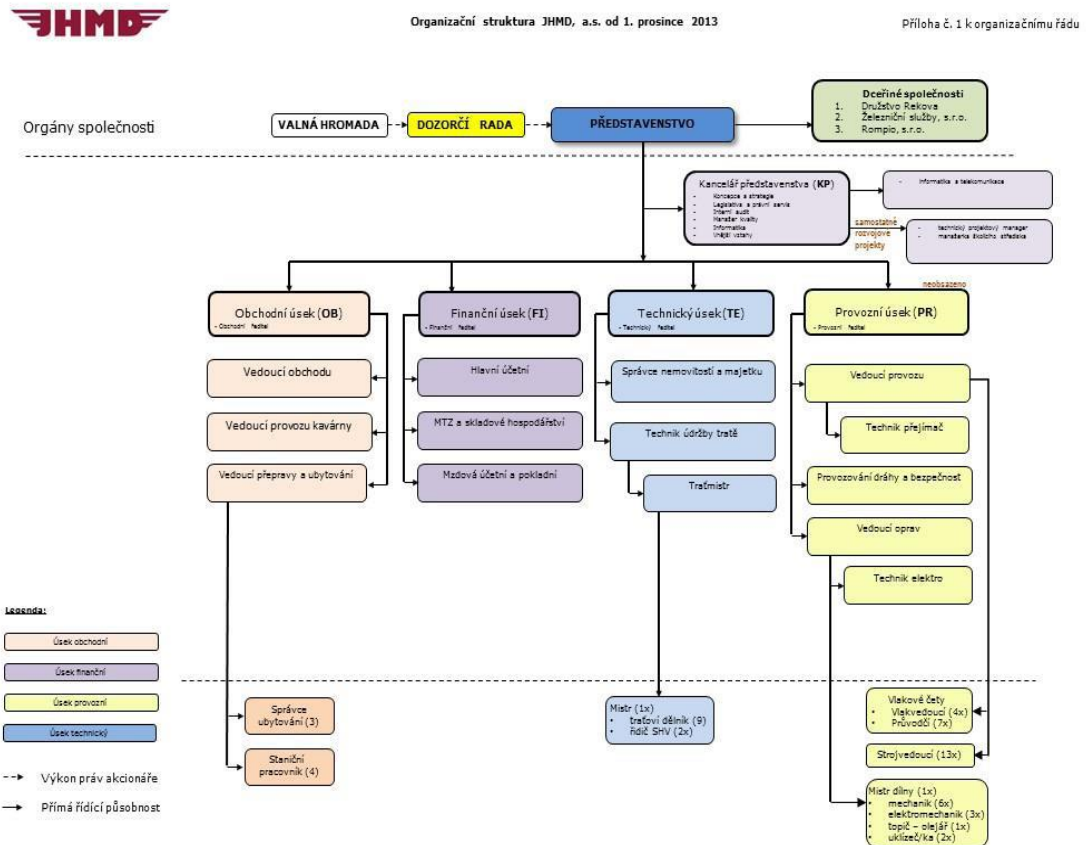 JHMD
Organizační struktura JHMD, a.s. od 1. prosince 2013
Příloha č. 1 k organizačnímu řádu
Orgány společnosti
VALNÁ HROMADA
DOZORČÍ RADA
PŘEDSTAVENSTVO
Dceřiné společnosti
1. Družstvo Rekova
2. Železniční služby, s.r.o.
3. Rompio, s.r.o.
Kancelář představenstva (KP)
- Koncepce a strategie
- Legislativa a právní servis
- Interní audit
- Manažer kvality
- Informatika
- Vnější vztahy
- Informatika a telekomunikace
samostatné
rozvojové
projekty
- technický projektový manager
- manažerka školicího střediska
neobsazeno
Obchodní úsek (OB)
- Obchodní ředitel
Finanční úsek (FI)
- Finanční ředitel
Technický úsek (TE)
- Technický ředitel
Provozní úsek (PR)
- Provozní ředitel
Vedoucí obchodu
Hlavní účetní
Správce nemovitostí a majetku
Vedoucí provozu
Vedoucí provozu kavárny
MTZ a skladové hospodářství
Technik údržby tratě
Technik přejímač
Vedoucí přepravy a ubytování
Mzdová účetní a pokladní
Traťmistr
Provozování dráhy a bezpečnost
Vedoucí oprav
Technik elektro
Legenda:
Úsek obchodní
Úsek finanční
Úsek provozní
Úsek technický
Výkon práv akcionáře
Přímá řídící působnost
Správce
ubytování (3)
Staniční
pracovník (4)
Mistr (1x)
• traťoví dělník (9)
• řidič SHV (2x)
Vlakové čety
• Vlakvedoucí (4x)
• Průvodčí (7x)
Strojvedoucí (13x)
Mistr dílny (1x)
• mechanik (6x)
• elektromechanik (3x)
• topič – olejář (1x)
• uklízeč/ka (2x)